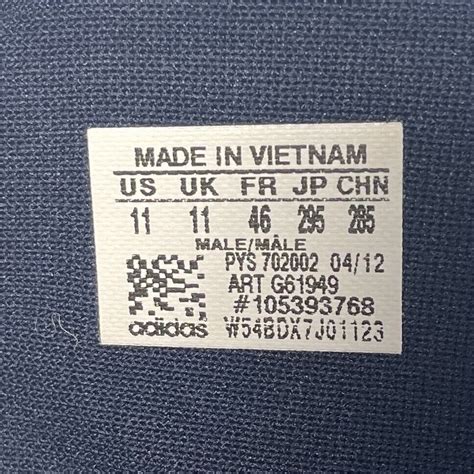 MADE IN VIETNAM
US UK FR JP CHN
11 11 46 295 285
MALE/MÂLE
PYS 702002 04/12
ART G61949
#105393768
adidas W54BDX7J01123